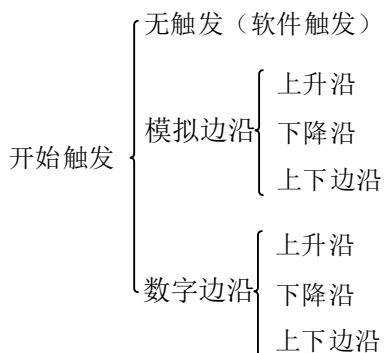 无触发（软件触发）
上升沿
模拟边沿
下降沿
上下边沿
开始触发
上升沿
数字边沿
下降沿
上下边沿